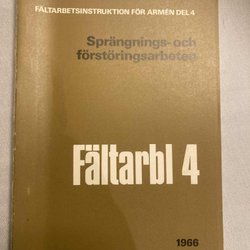 FÄLTARBETSINSTRUKTION FÖR ARMÉN DEL 4
Sprängnings- och
förstöringsarbeten
Fältarbl 4
1966